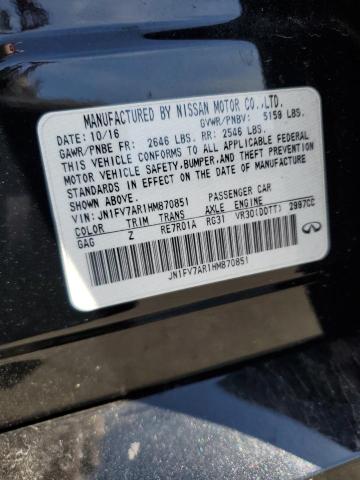 MANUFACTURED BY NISSAN MOTOR CO.,LTD.
DATE: 10/16 GVWR/PNBV: 5159 LBS.
GAWR/PNBE FR: 2646 LBS. RR: 2546 LBS.
THIS VEHICLE CONFORMS TO ALL APPLICABLE FEDERAL
MOTOR VEHICLE SAFETY,BUMPER,AND THEFT PREVENTION
STANDARDS IN EFFECT ON THE DATE OF MANUFACTURE
SHOWN ABOVE.
VIN: JN1FV7AR1HM870851 PASSENGER CAR
COLOR TRIM TRANS AXLE ENGINE
GAG Z RE7R01A RG31 VR30(DDTT) 2997CC
JN1FV7AR1HM870851